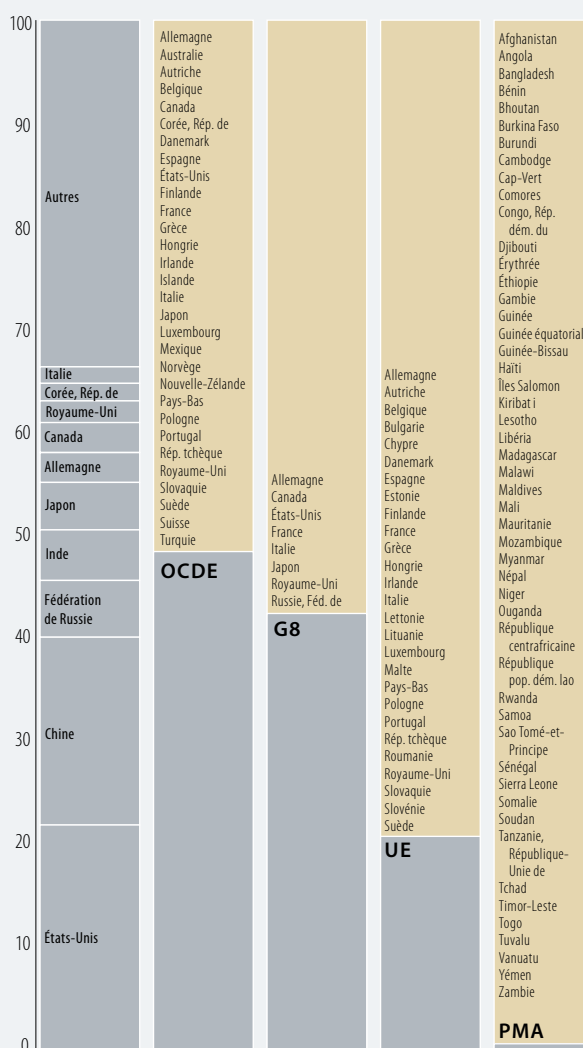 100
90
80
70
60
50
40
30
20
10
0
Autres
Italie
Corée, Rép. de
Royaume-Uni
Canada
Allemagne
Japon
Inde
Fédération
de Russie
Chine
États-Unis
Allemagne
Australie
Autriche
Belgique
Canada
Corée, Rép. de
Danemark
Espagne
États-Unis
Finlande
France
Grèce
Hongrie
Irlande
Islande
Italie
Japon
Luxembourg
Mexique
Norvège
Nouvelle-Zélande
Pays-Bas
Pologne
Portugal
Rép. tchèque
Royaume-Uni
Slovaquie
Suède
Suisse
Turquie
OCDE
Allemagne
Canada
États-Unis
France
Italie
Japon
Royaume-Uni
Russie, Féd. de
G8
Allemagne
Autriche
Belgique
Bulgarie
Chypre
Danemark
Espagne
Estonie
Finlande
France
Grèce
Hongrie
Irlande
Italie
Lettonie
Lituanie
Luxembourg
Malte
Pays-Bas
Pologne
Portugal
Rép. tchèque
Roumanie
Royaume-Uni
Slovaquie
Slovénie
Suède
UE
Afghanistan
Angola
Bangladesh
Bénin
Bhoutan
Burkina Faso
Burundi
Cambodge
Cap-Vert
Comores
Congo, Rép.
dém. du
Djibouti
Érythrée
Éthiopie
Gambie
Guinée
Guinée équatorial
Guinée-Bissau
Haïti
Îles Salomon
Kiribat i
Lesotho
Libéria
Madagascar
Malawi
Maldives
Mali
Mauritanie
Mozambique
Myanmar
Népal
Niger
Ouganda
République
centrafricaine
République
pop. dém. lao
Rwanda
Samoa
Sao Tomé-et-
Principe
Sénégal
Sierra Leone
Somalie
Soudan
Tanzanie,
République-
Unie de
Tchad
Timor-Leste
Togo
Tuvalu
Vanuatu
Yémen
Zambie
PMA